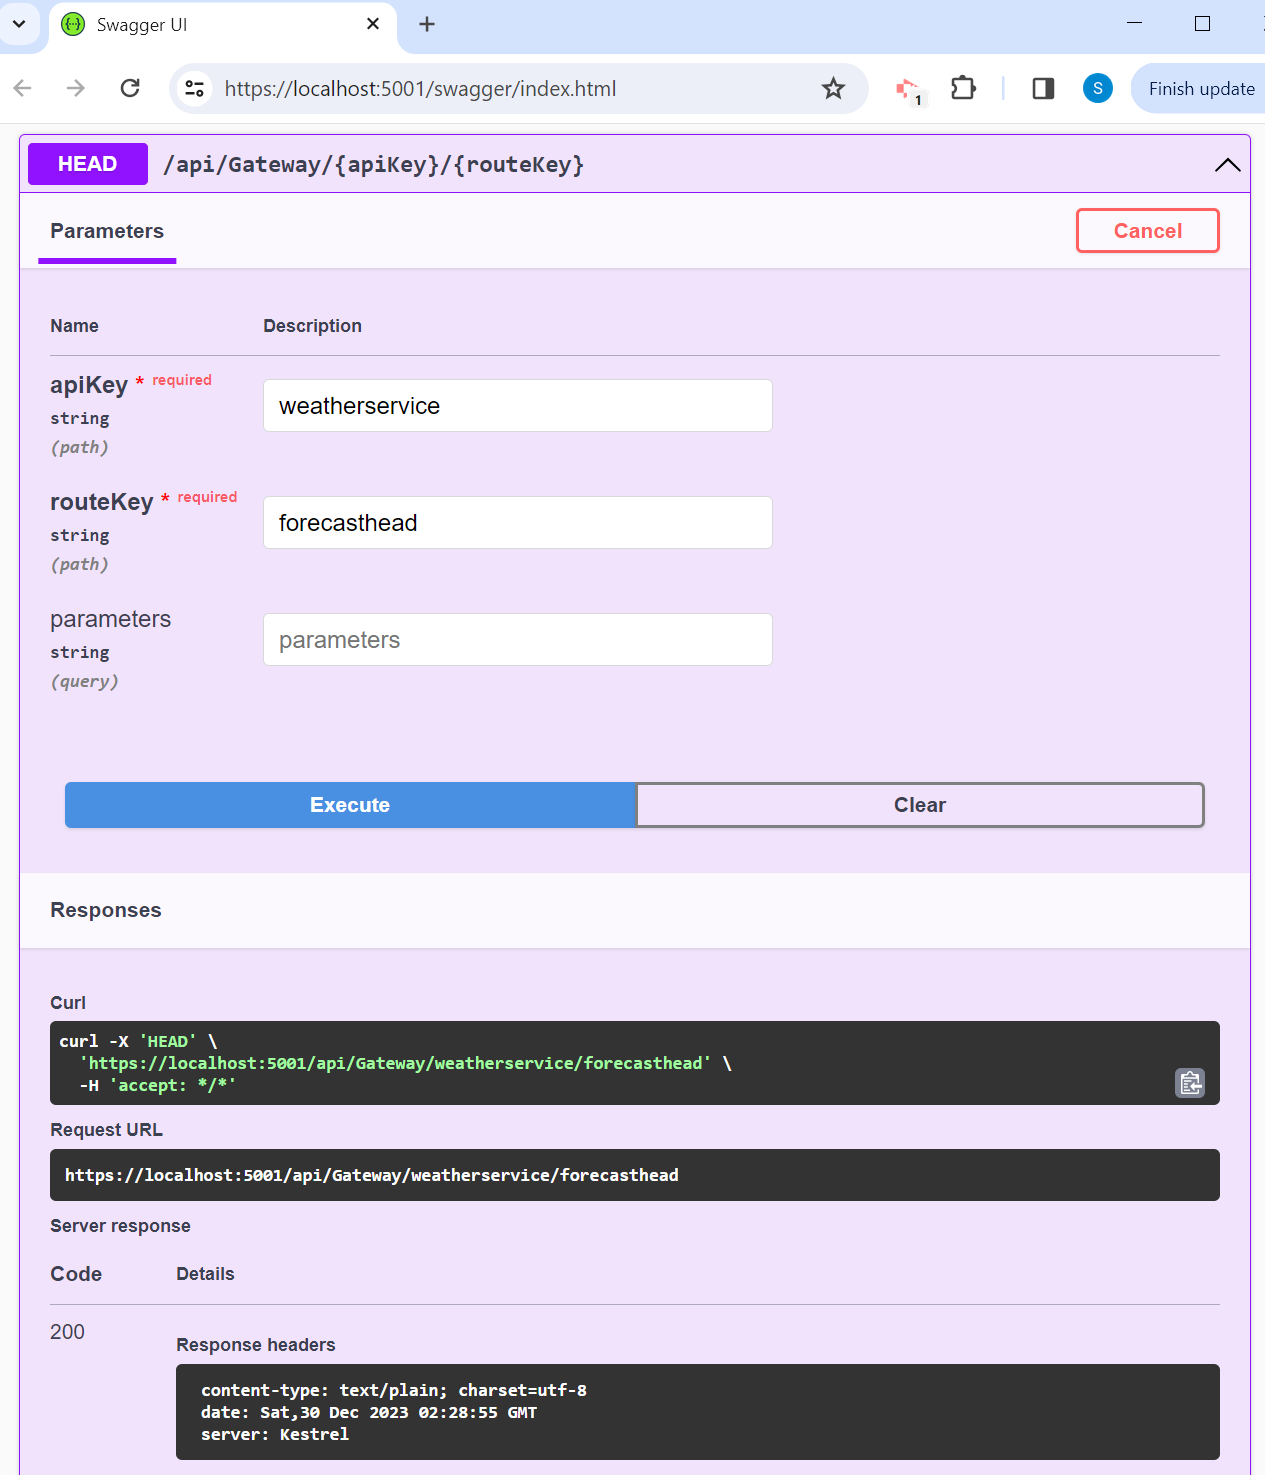 Swagger UI
https://localhost:5001/swagger/index.html
1
S
Finish update
HEAD /api/Gateway/{apiKey}/{routeKey}
Parameters
Cancel
Name Description
apiKey * required
string
(path)
weatherservice
routeKey * required
string
(path)
forecasthead
parameters
string
(query)
parameters
Execute Clear
Responses
Curl
curl -X 'HEAD' \
'https://localhost:5001/api/Gateway/weatherservice/forecasthead' \
-H 'accept: */*'
Request URL
https://localhost:5001/api/Gateway/weatherservice/forecasthead
Server response
Code Details
200
Response headers
content-type: text/plain; charset=utf-8
date: Sat,30 Dec 2023 02:28:55 GMT
server: Kestrel